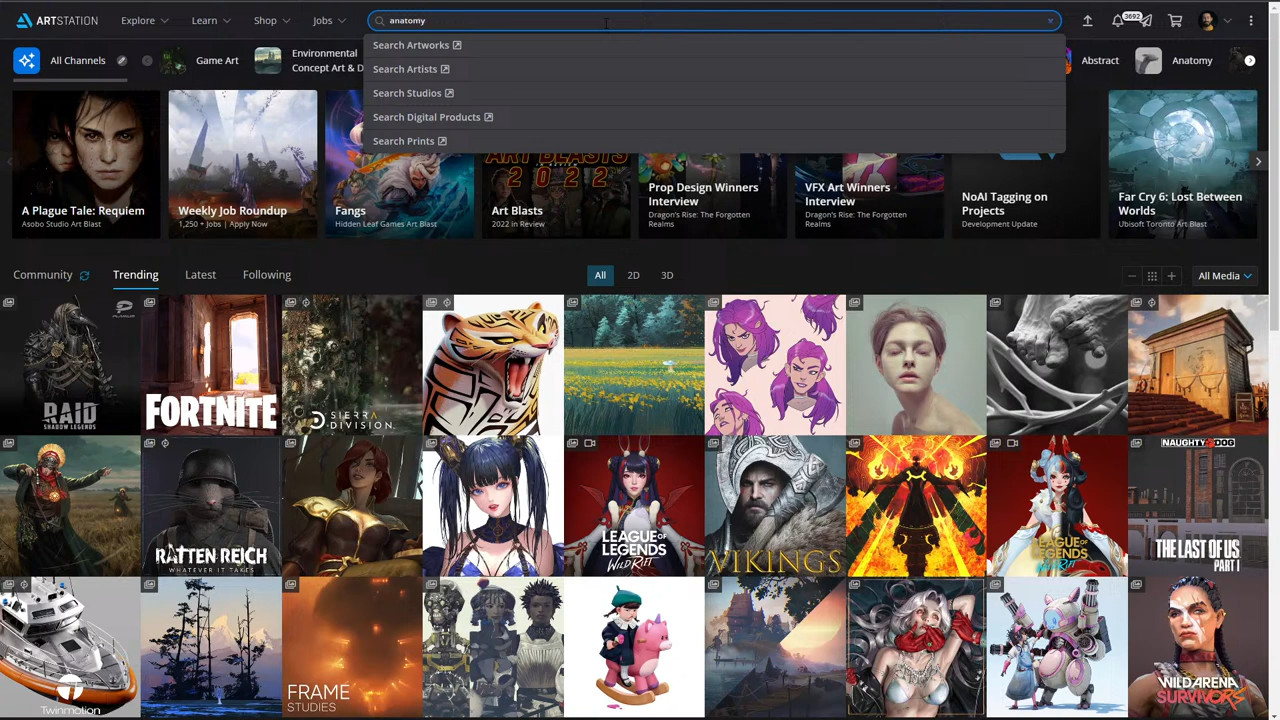 ARTSTATION
Explore
Learn
Shop
Jobs
anatomy
3692
Search Artworks
Search Artists
Search Studios
Search Digital Products
Search Prints
All Channels
Game Art
Environmental
Concept Art & D
Abstract
Anatomy
A Plague Tale: Requiem
Asobo Studio Art Blast
Weekly Job Roundup
1,250 + Jobs | Apply Now
Fangs
Hidden Leaf Games Art Blast
ART BLASTS
2022
Art Blasts
2022 in Review
Prop Design Winners
Interview
Dragon's Rise: The Forgotten
Realms
VFX Art Winners
Interview
Dragon's Rise: The Forgotten
Realms
NoAI Tagging on
Projects
Development Update
Far Cry 6: Lost Between
Worlds
Ubisoft Toronto Art Blast
Community
Trending
Latest
Following
All
2D
3D
All Media
RAID
SHADOW LEGENDS
FORTNITE
SIERRA
DIVISION
RATTEN REICH
WHATEVER IT TAKES
LEAGUE OF
LEGENDS
WILD RIFT
VIKINGS
LEAGUE OF
LEGENDS
WILD RIFT
NAUGHTY DOG
THE LAST OF US
PART I
Twinmotion
FRAME
STUDIOS
WILD ARENA
SURVIVORS